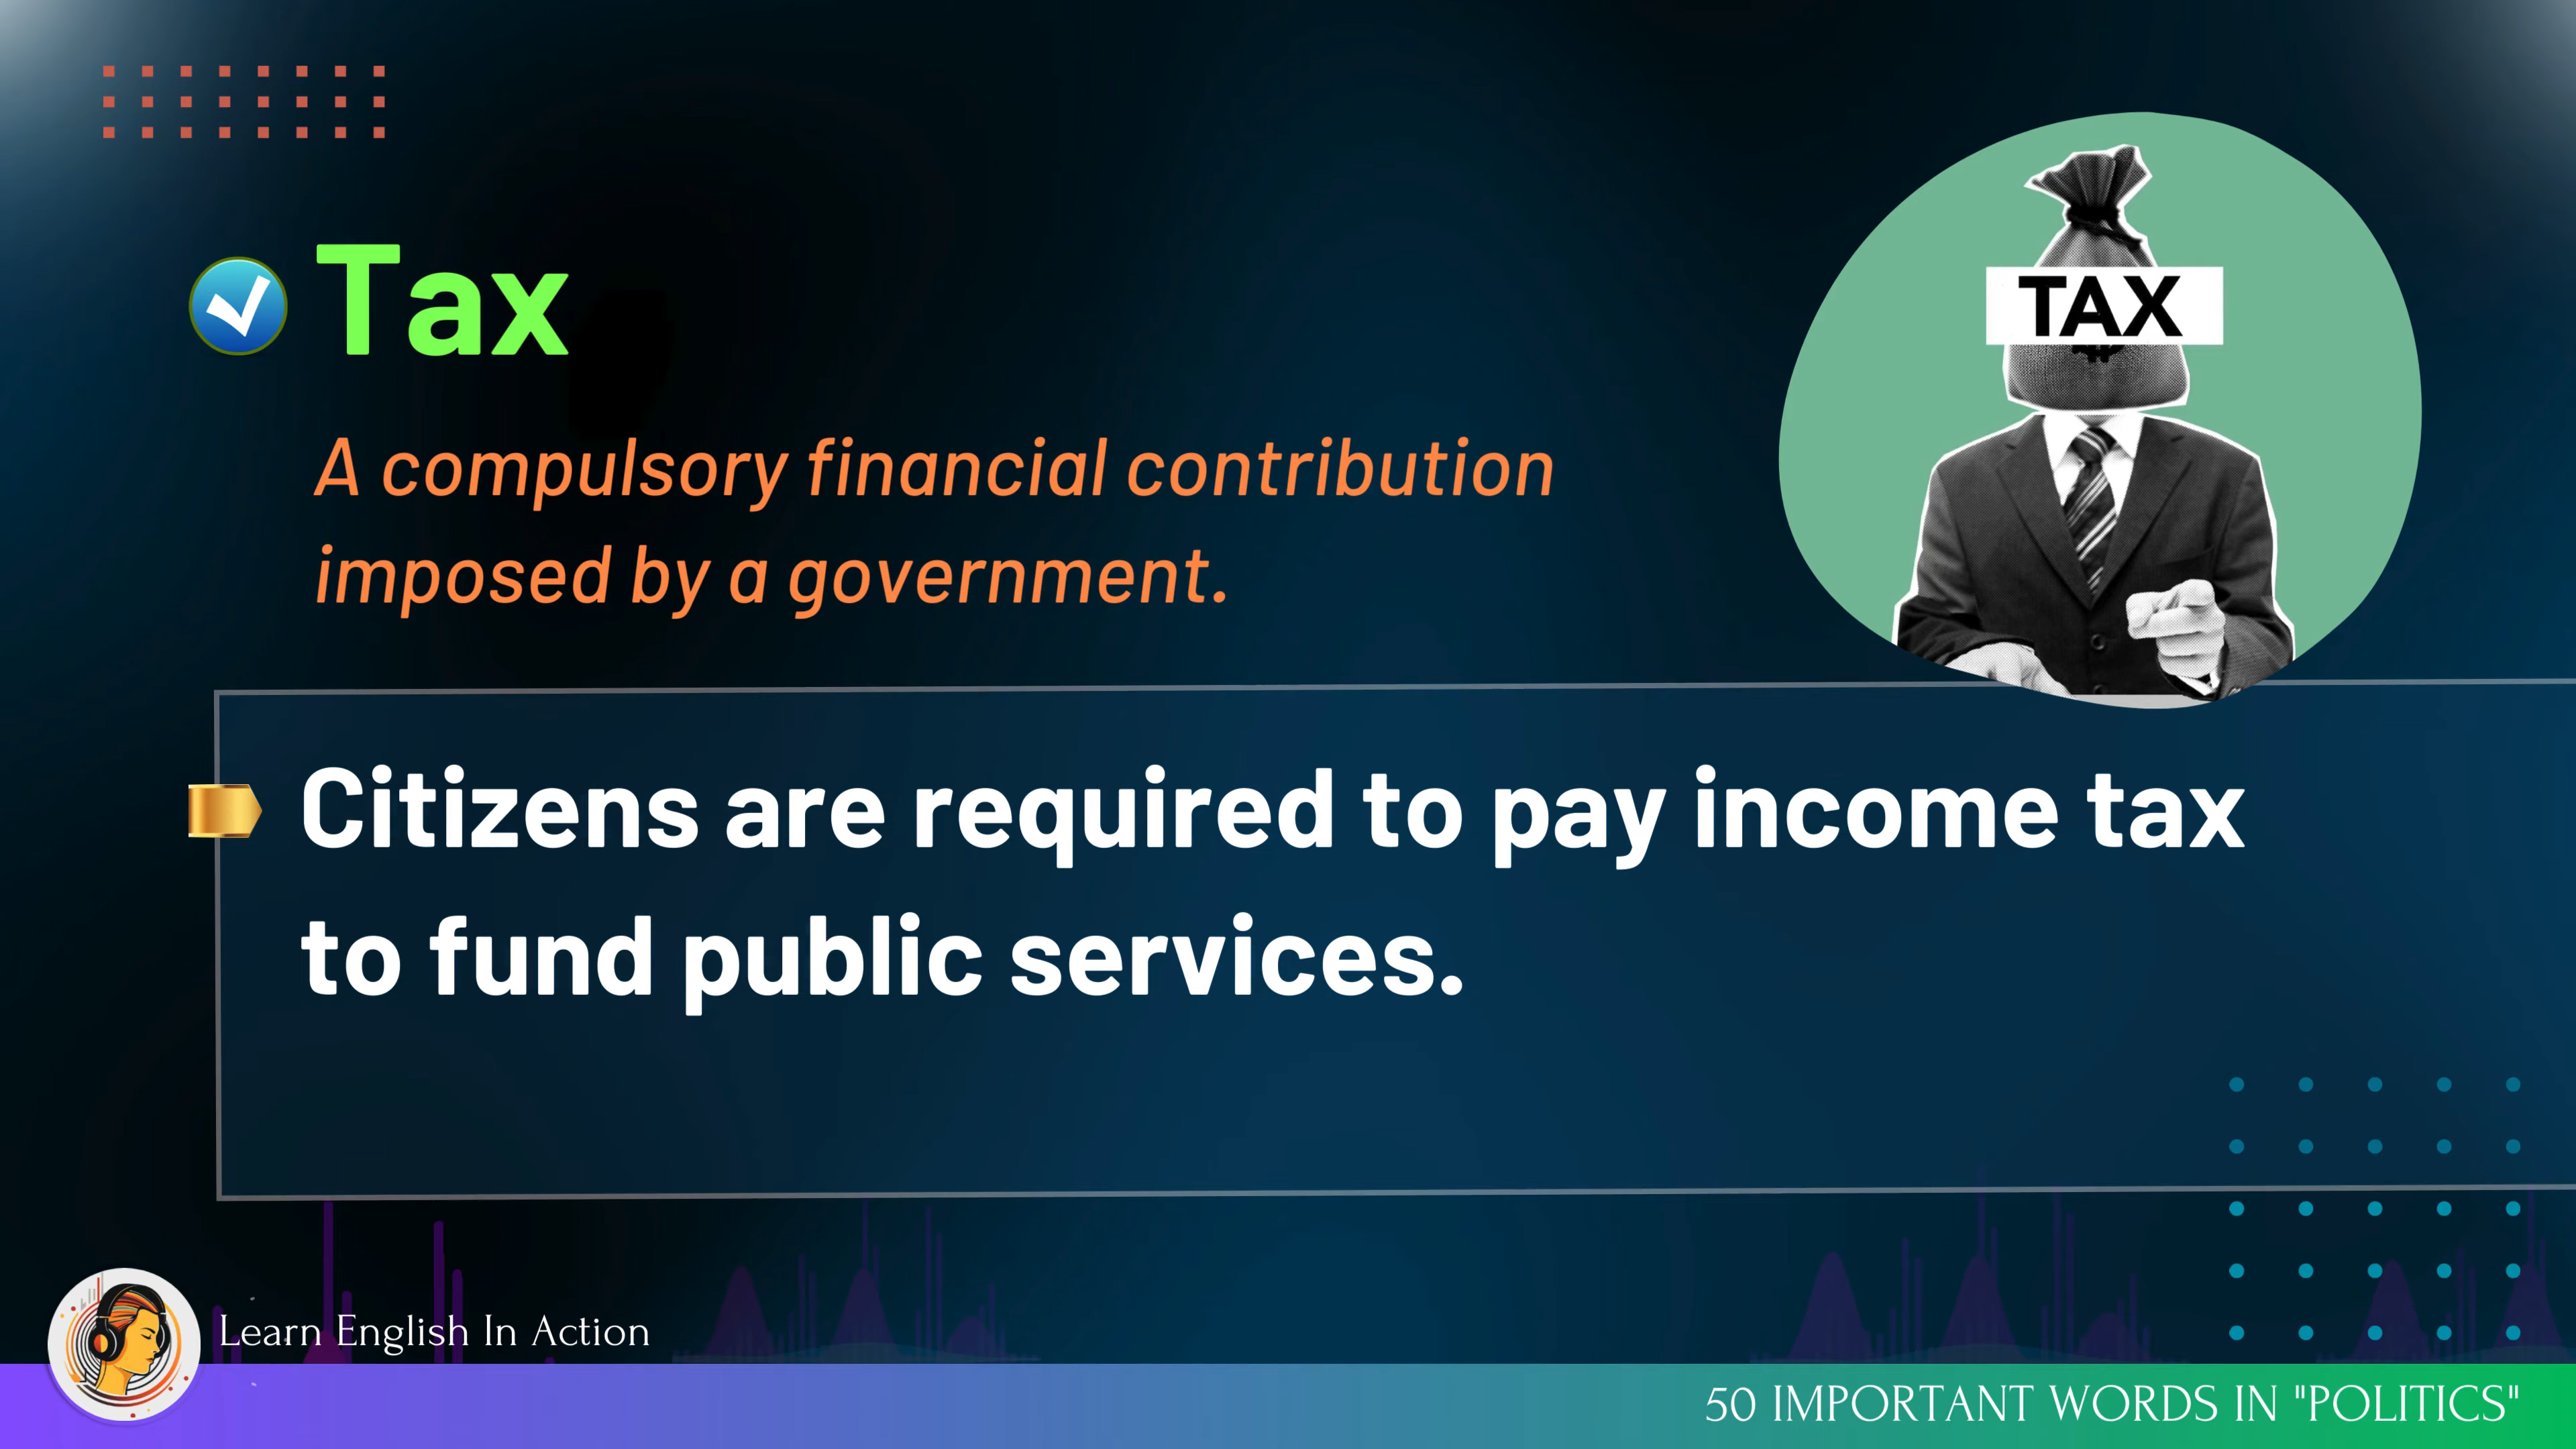 Tax
TAX
A compulsory financial contribution
imposed by a government.
Citizens are required to pay income tax
to fund public services.
Learn English In Action
50 IMPORTANT WORDS IN "POLITICS"